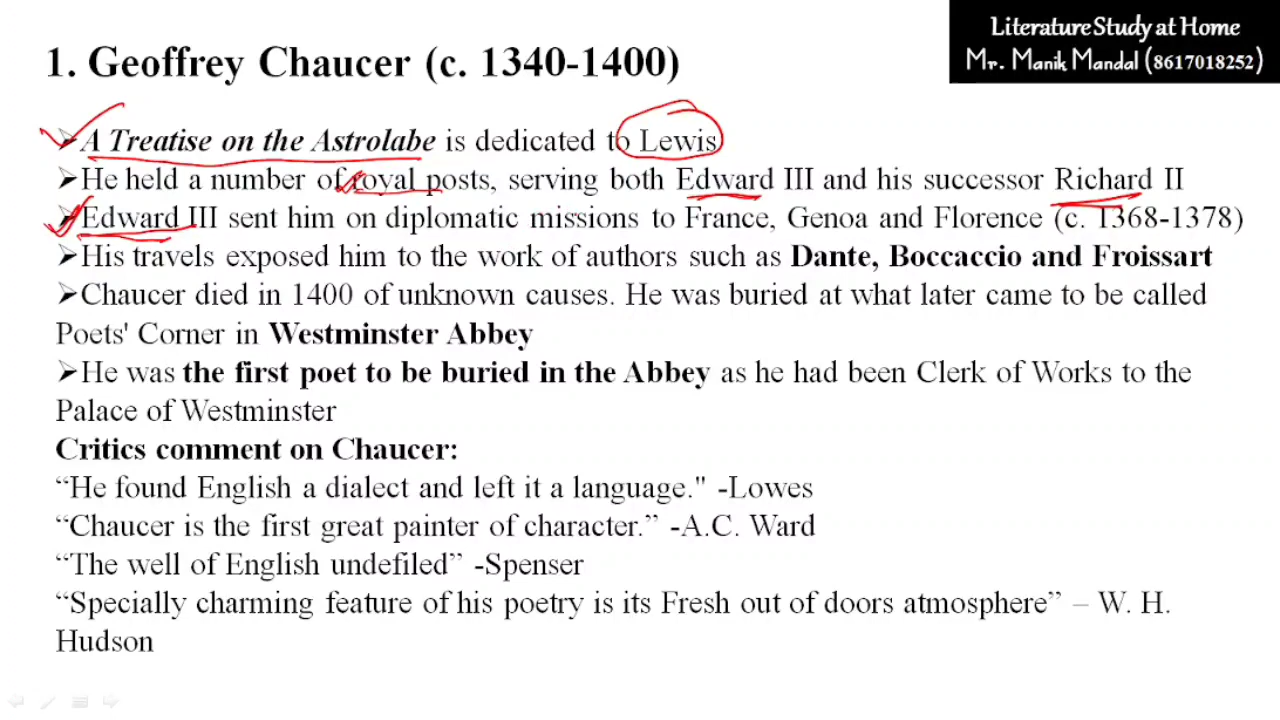 Literature Study at Home
Mr. Manik Mandal (8617018252)
1. Geoffrey Chaucer (c. 1340-1400)
➤A Treatise on the Astrolabe is dedicated to Lewis
➤He held a number of royal posts, serving both Edward III and his successor Richard II
➤Edward III sent him on diplomatic missions to France, Genoa and Florence (c. 1368-1378)
➤His travels exposed him to the work of authors such as Dante, Boccaccio and Froissart
➤Chaucer died in 1400 of unknown causes. He was buried at what later came to be called
Poets' Corner in Westminster Abbey
➤He was the first poet to be buried in the Abbey as he had been Clerk of Works to the
Palace of Westminster
Critics comment on Chaucer:
“He found English a dialect and left it a language." -Lowes
“Chaucer is the first great painter of character.” -A.C. Ward
“The well of English undefiled” -Spenser
“Specially charming feature of his poetry is its Fresh out of doors atmosphere” – W. H.
Hudson